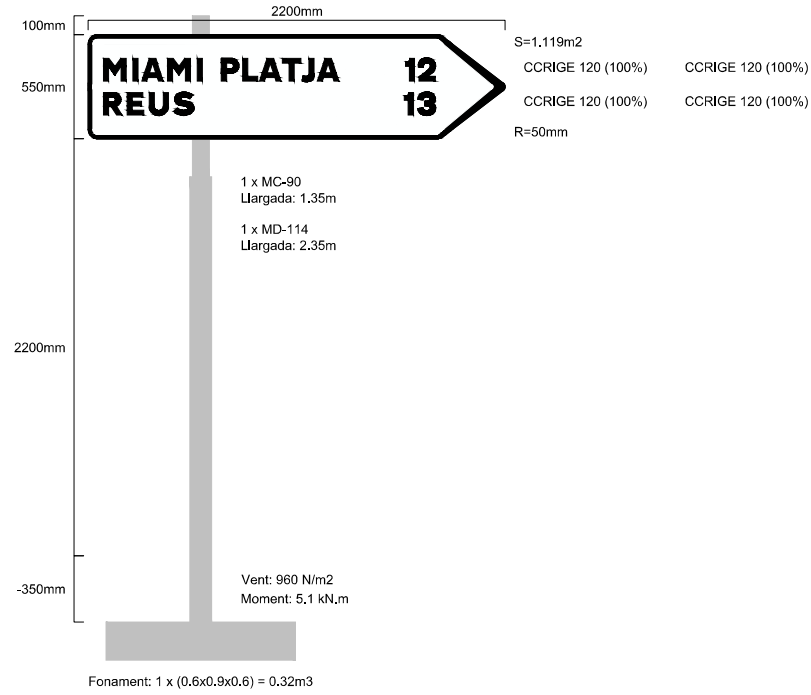 2200mm
100mm
S=1.119m2
MIAMI PLATJA 12
CCRIGE 120 (100%) CCRIGE 120 (100%)
550mm
REUS 13
CCRIGE 120 (100%) CCRIGE 120 (100%)
R=50mm
1 x MC-90
Llargada: 1.35m
1 x MD-114
Llargada: 2.35m
2200mm
-350mm
Vent: 960 N/m2
Moment: 5.1 kN.m
Fonament: 1 x (0.6x0.9x0.6) = 0.32m3